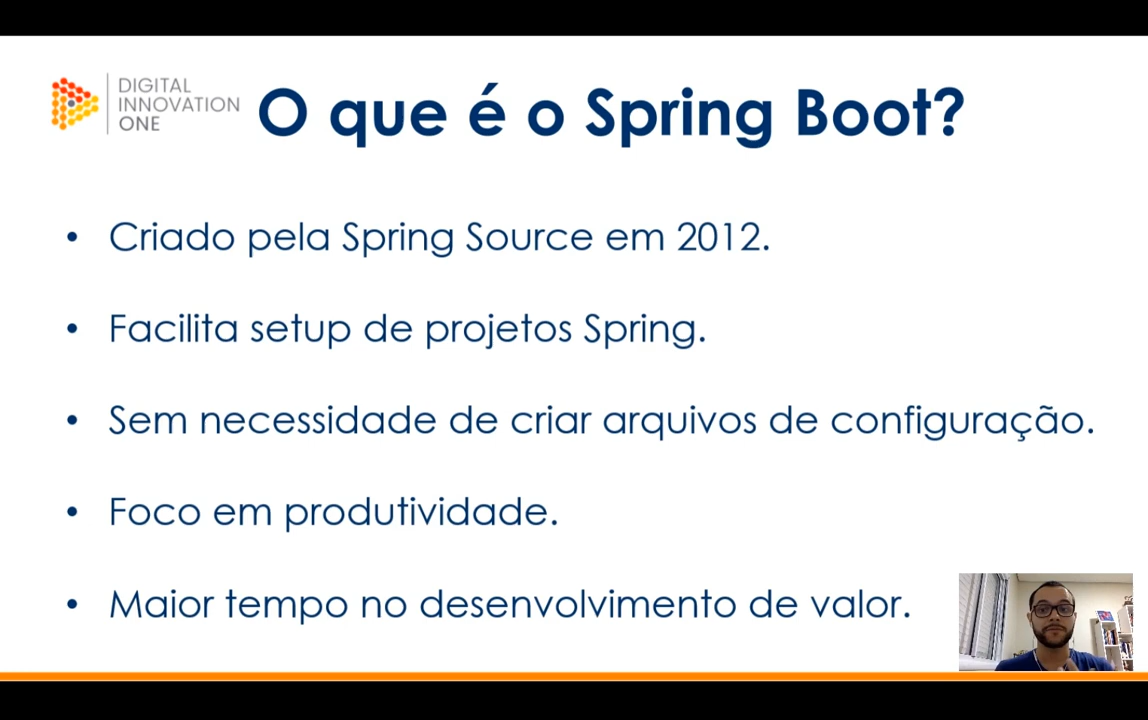 DIGITAL
INNOVATION
ONE
O que é o Spring Boot?
• Criado pela Spring Source em 2012.
• Facilita setup de projetos Spring.
• Sem necessidade de criar arquivos de configuração.
• Foco em produtividade.
• Maior tempo no desenvolvimento de valor.